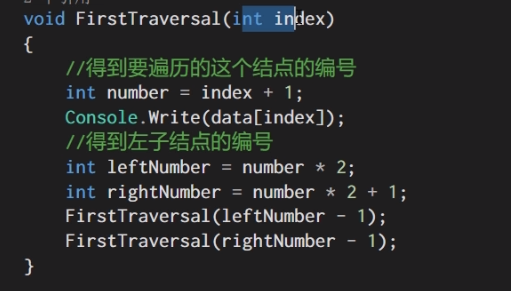 void FirstTraversal(int index)
{
//得到要遍历的这个结点的编号
int number = index + 1;
Console.Write(data[index]);
//得到左子结点的编号
int leftNumber = number * 2;
int rightNumber = number * 2 + 1;
FirstTraversal(leftNumber - 1);
FirstTraversal(rightNumber - 1);
}